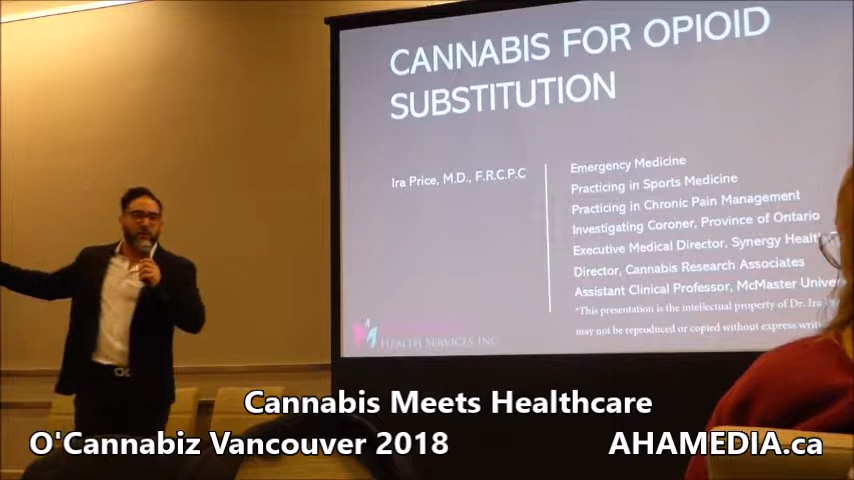 CANNABIS FOR OPIOID
SUBSTITUTION
Ira Price, M.D., F.R.C.P.C
Emergency Medicine
Practicing in Sports Medicine
Practicing in Chronic Pain Management
Investigating Coroner, Province of Ontario
Executive Medical Director, Synergy Health
Director, Cannabis Research Associates
Assistant Clinical Professor, McMaster Unive
*This presentation is the intellectual property of Dr. Ira
may not be reproduced or copied without express
HEALTH SERVICES INC
Cannabis Meets Healthcare
O'Cannabiz Vancouver 2018
AHAMEDIA.ca